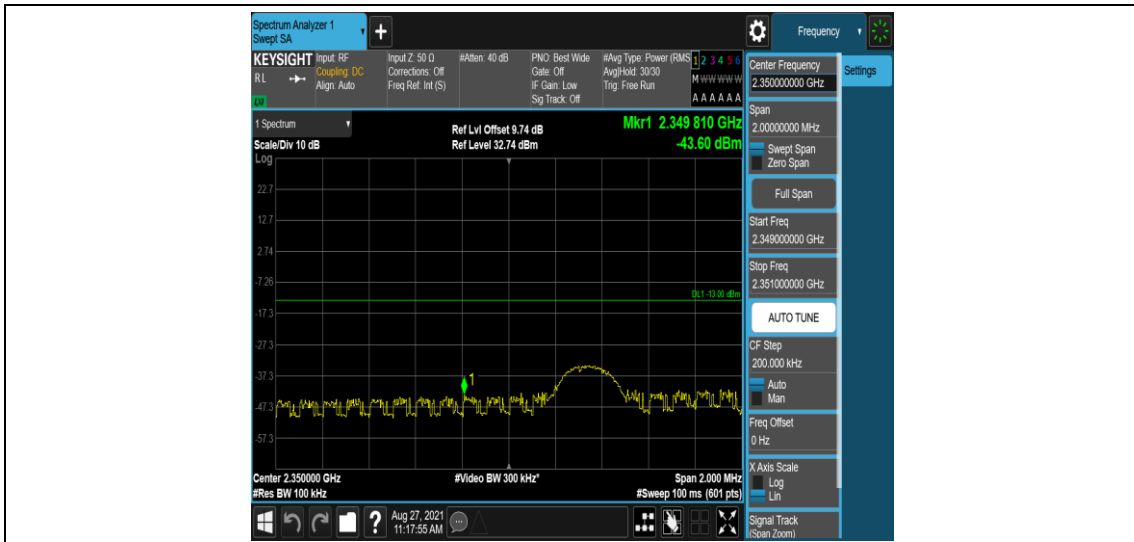 Spectrum Analyzer 1
Swept SA
+
Frequency
KEYSIGHT
RL
LM
Input: RF
Coupling: DC
Align: Auto
Input Z: 50 Ω
Corrections: Off
Freq Ref: Int (S)
#Atten: 40 dB
PNO: Best Wide
Gate: Off
IF Gain: Low
Sig Track: Off
#Avg Type: Power (RMS
Avg|Hold: 30/30
Trig: Free Run
1 2 3 4 5 6
M W W W W W
A A A A A A
1 Spectrum
Scale/Div 10 dB
Ref Lvl Offset 9.74 dB
Ref Level 32.74 dBm
Mkr1 2.349 810 GHz
-43.60 dBm
Log
22.7
12.7
2.74
-7.26
DL1 -13.00 dBm
-17.3
-27.3
-37.3
1
-47.3
-57.3
Center 2.350000 GHz
#Video BW 300 kHz*
Span 2.000 MHz
#Res BW 100 kHz
#Sweep 100 ms (601 pts)
Center Frequency
2.350000000 GHz
Settings
Span
2.00000000 MHz
Swept Span
Zero Span
Full Span
Start Freq
2.349000000 GHz
Stop Freq
2.351000000 GHz
AUTO TUNE
CF Step
200.000 kHz
Auto
Man
Freq Offset
0 Hz
X Axis Scale
Log
Lin
Signal Track
(Span Zoom)
?
Aug 27, 2021
11:17:55 AM